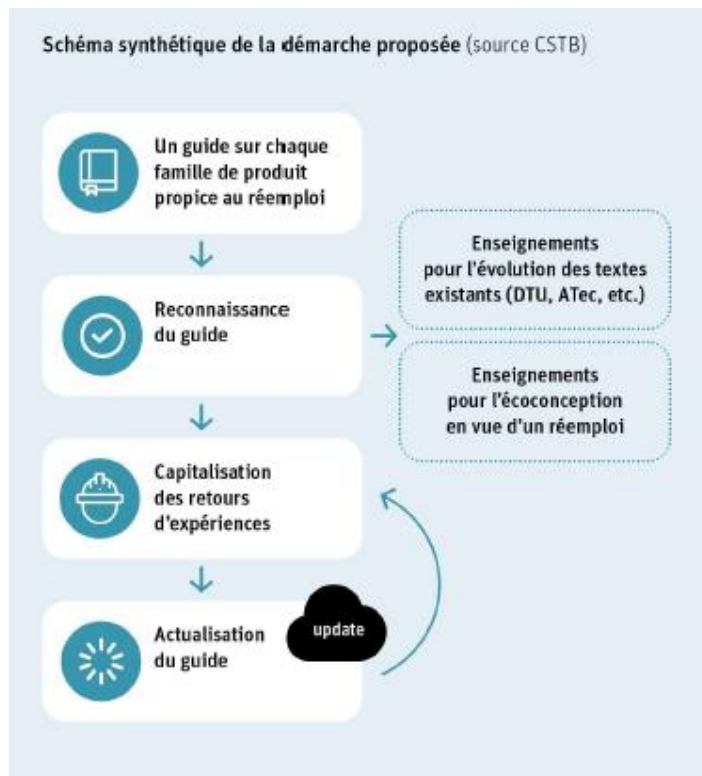 Schéma synthétique de la démarche proposée (source CSTB)
Un guide sur chaque
famille de produit
propice au réemploi
Reconnaissance
du guide
Enseignements
pour l'évolution des textes
existants (DTU, ATec, etc.)
Enseignements
pour l'écoconception
en vue d'un réemploi
Capitalisation
des retours
d'expériences
Actualisation
du guide
update